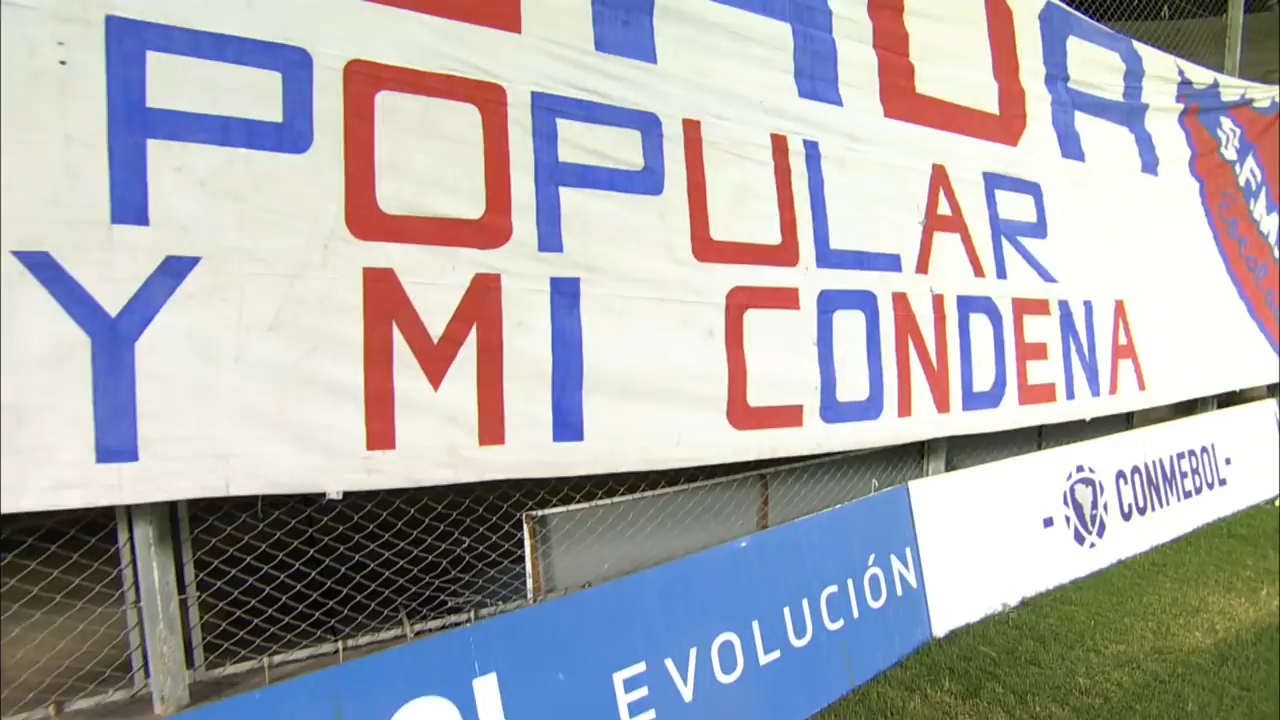 POPULAR
Y MI CONDENA
S.F.M
CONMEBOL
EVOLUCIÓN